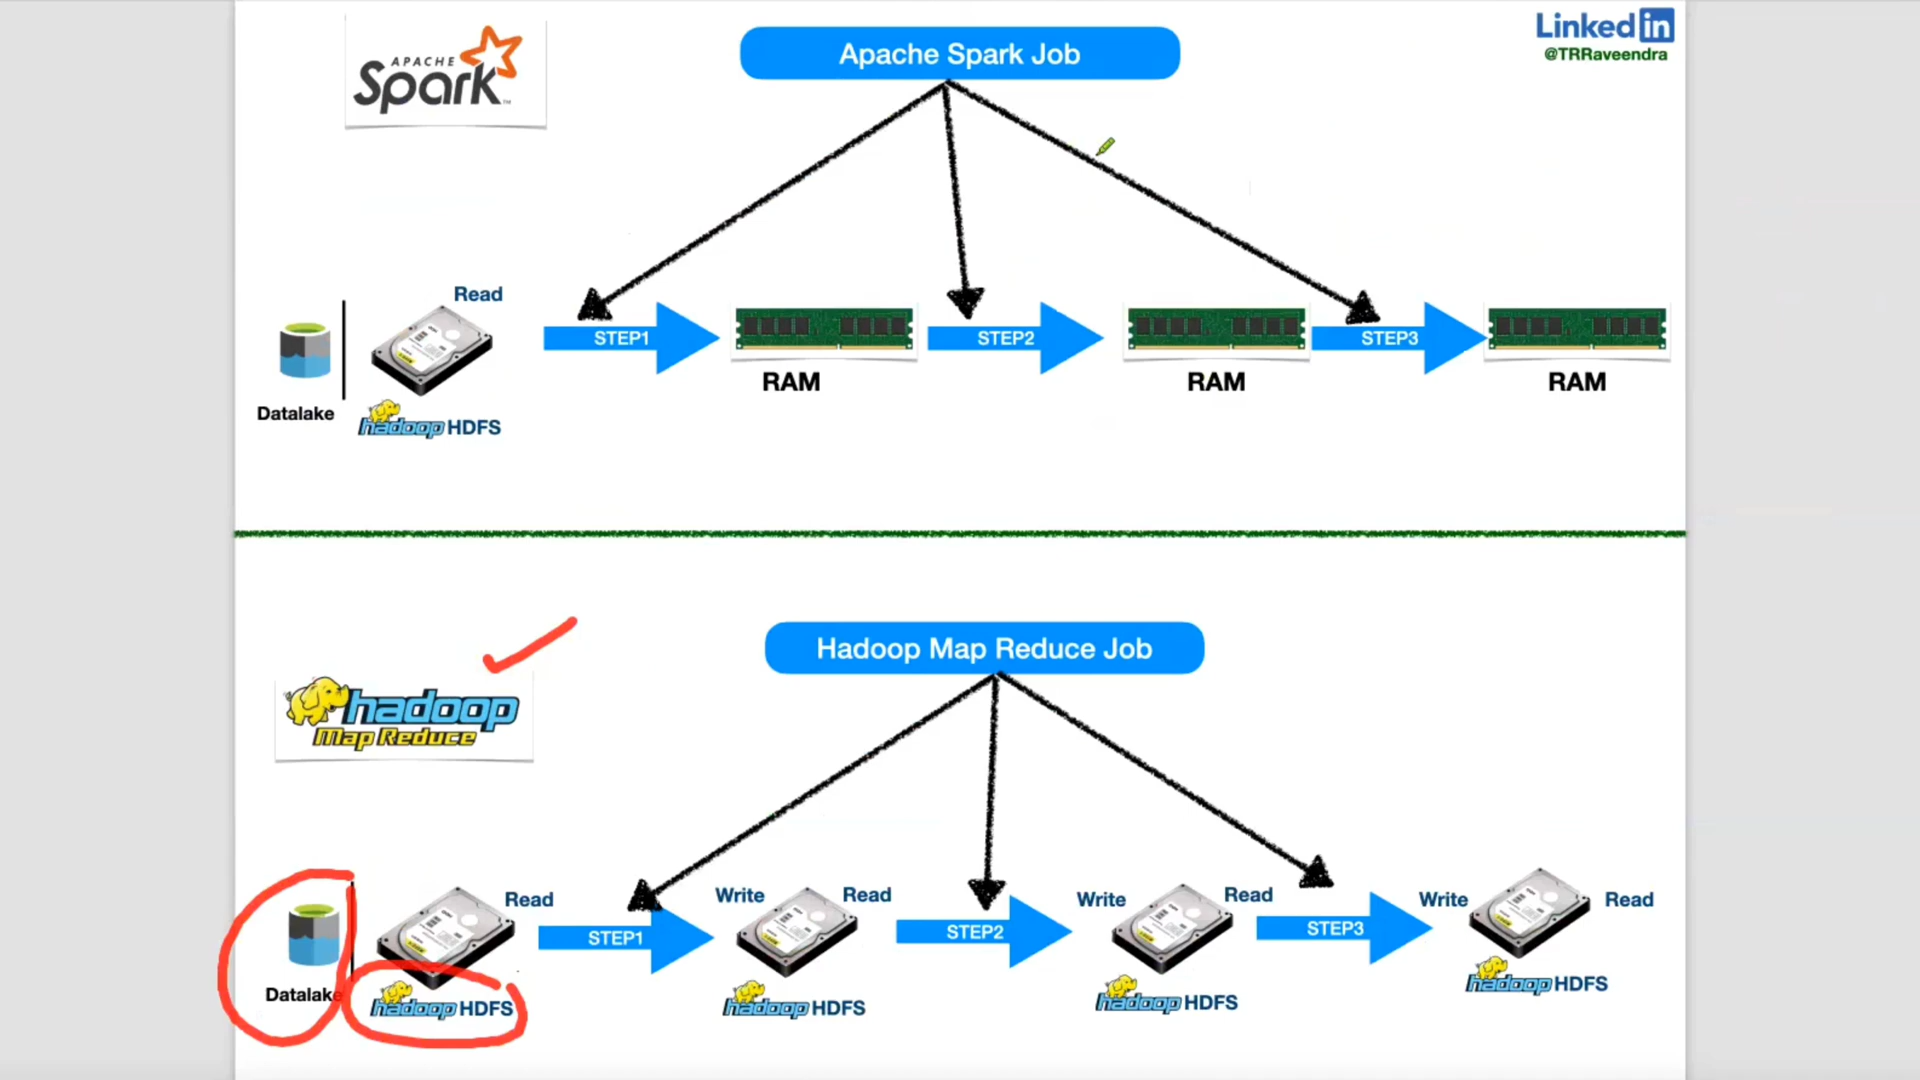 APACHE
Spark
Apache Spark Job
Linked in
@TRRaveendra
Read
STEP1
STEP2
STEP3
RAM
RAM
RAM
Datalake
hadoop HDFS
Hadoop Map Reduce Job
hadoop
Map Reduce
Read
Write
Read
Write
Read
Write
Read
STEP1
STEP2
STEP3
Datalake
hadoop HDFS
hadoop HDFS
hadoop HDFS
hadoop HDFS